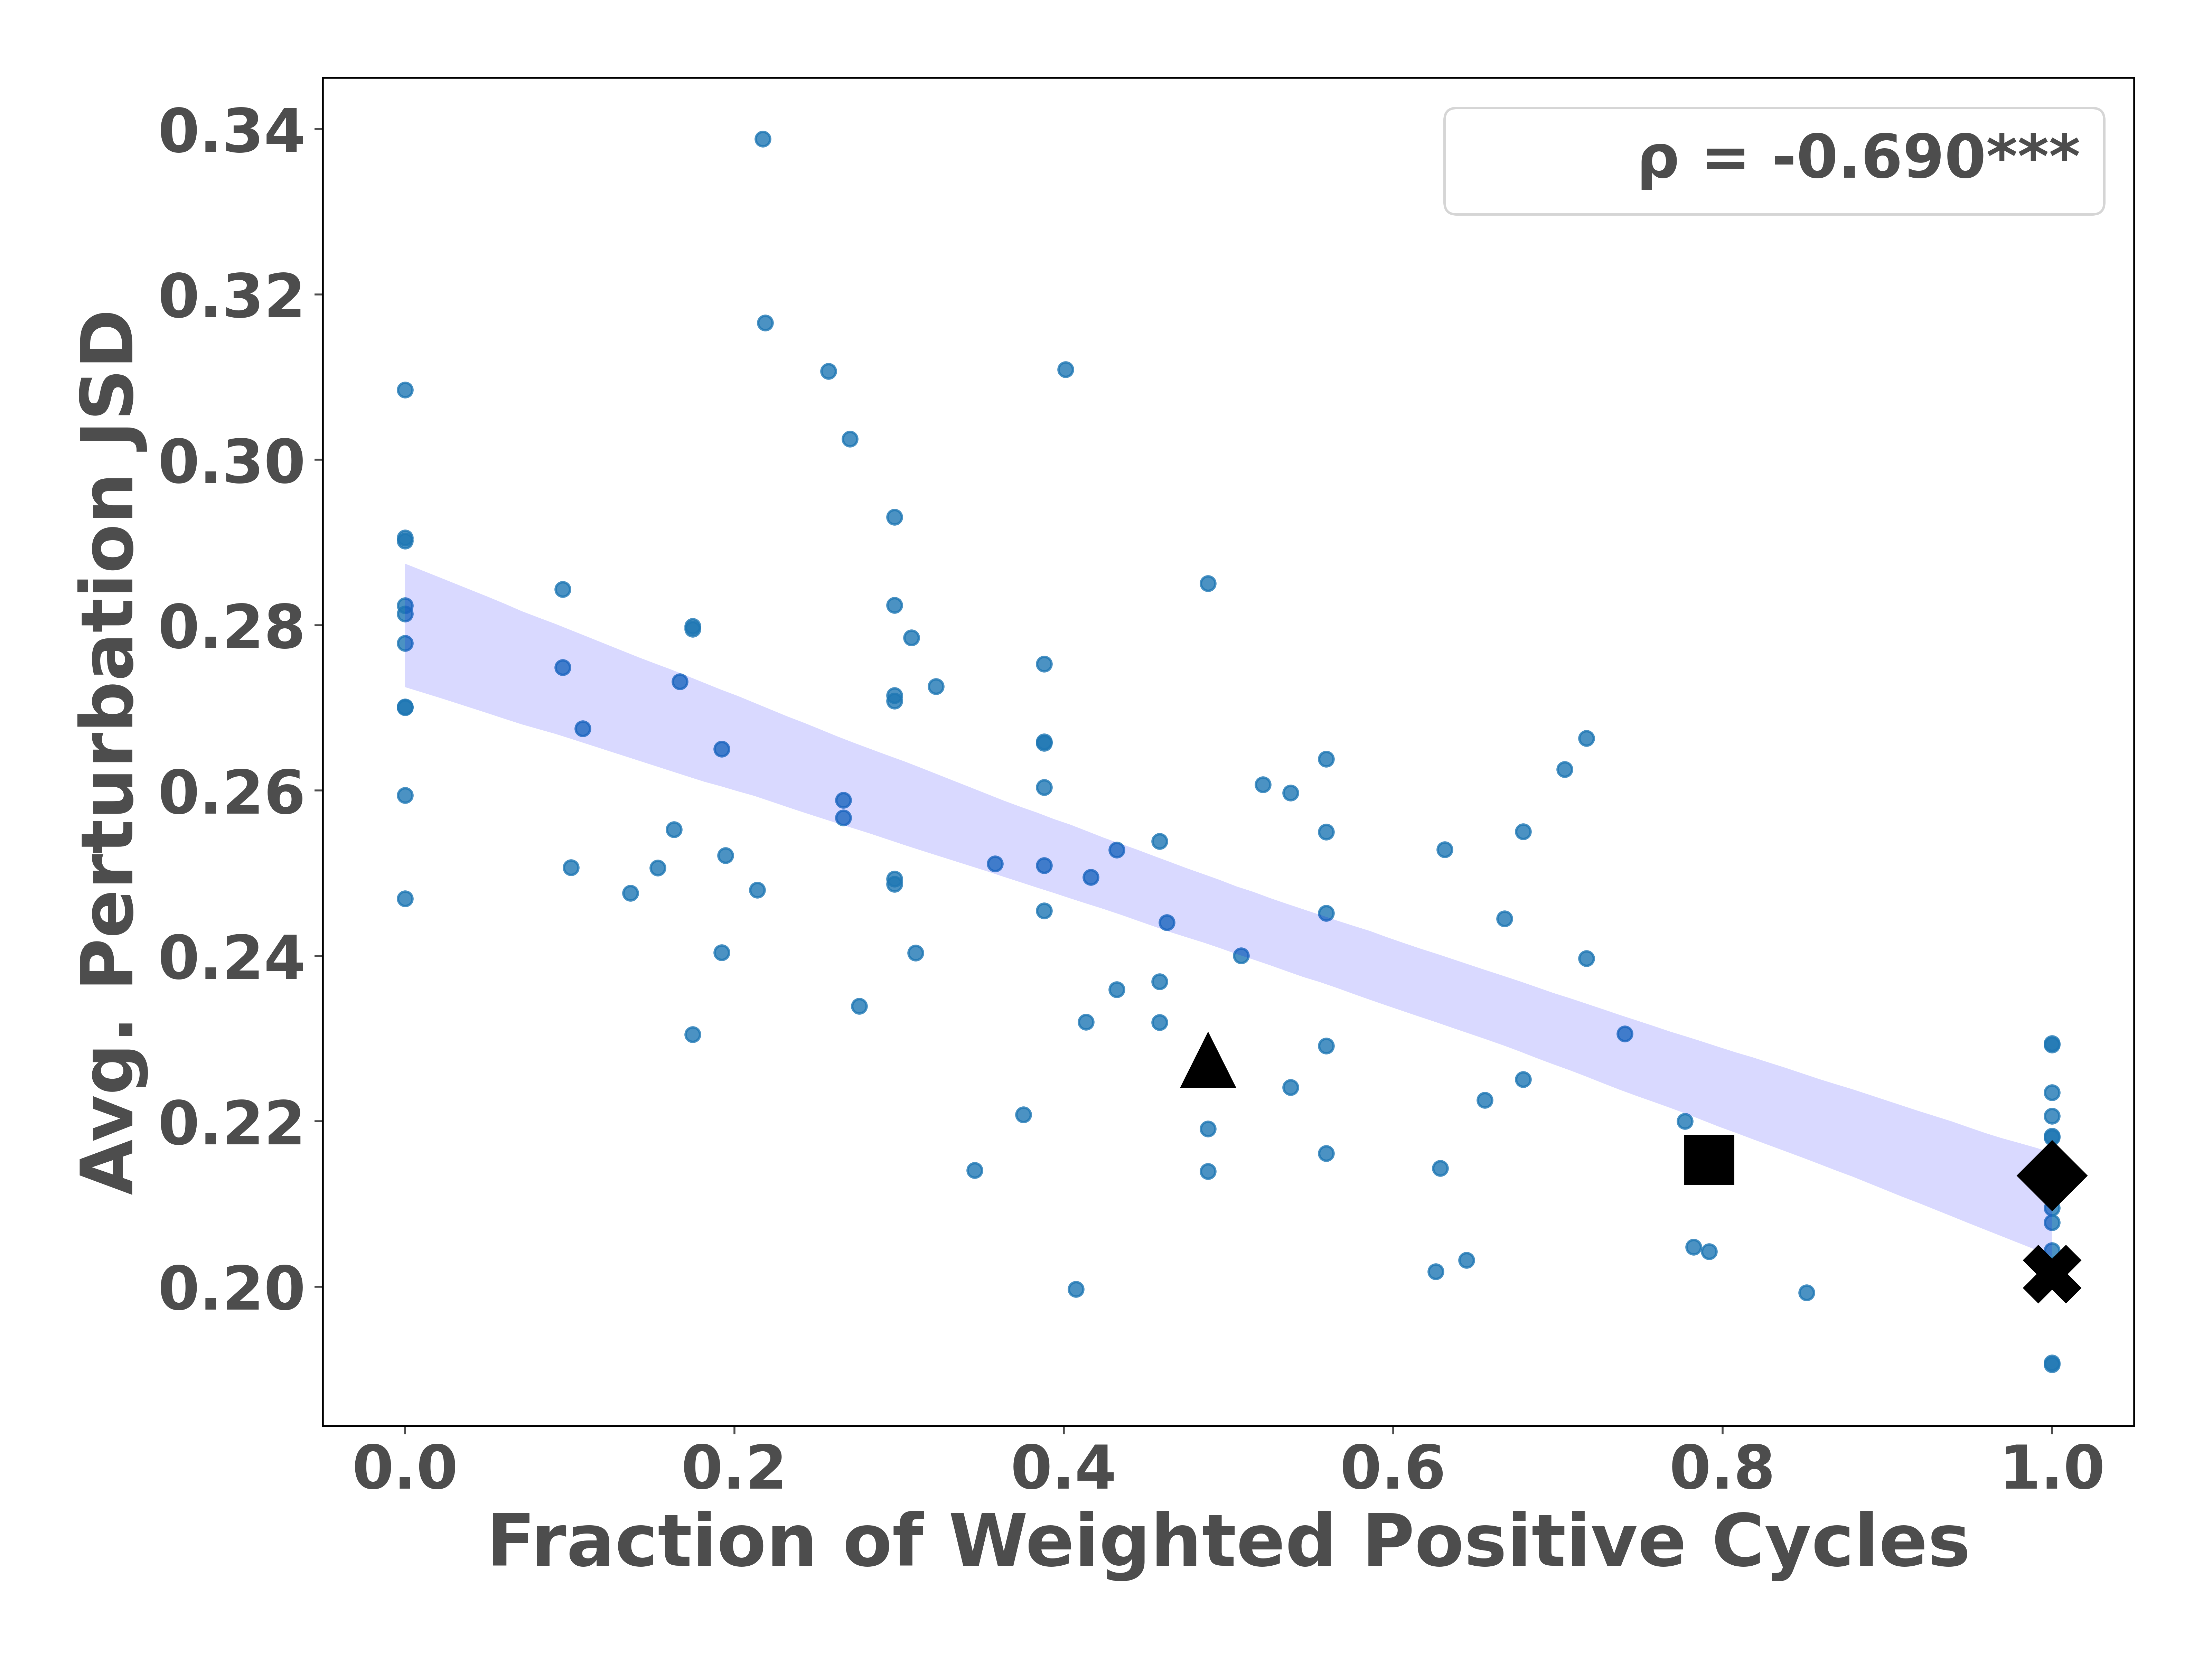 ρ = -0.690***
Avg. Perturbation JSD
0.34
0.32
0.30
0.28
0.26
0.24
0.22
0.20
0.0 0.2 0.4 0.6 0.8 1.0
Fraction of Weighted Positive Cycles